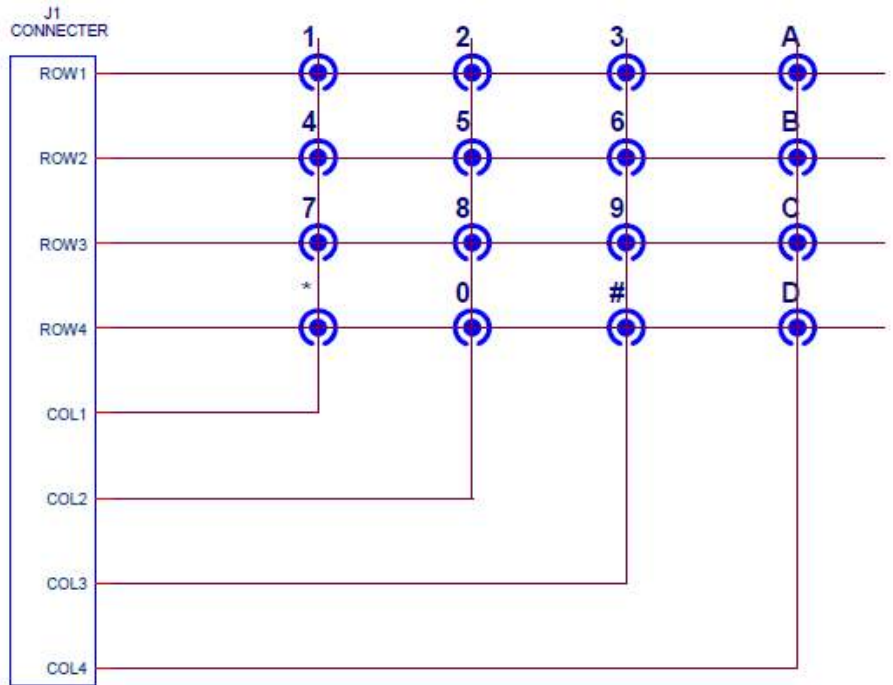 J1
CONNECTER
1 2 3 A
ROW1
4 5 6 B
ROW2
7 8 9 C
ROW3
* 0 # D
ROW4
COL1
COL2
COL3
COL4